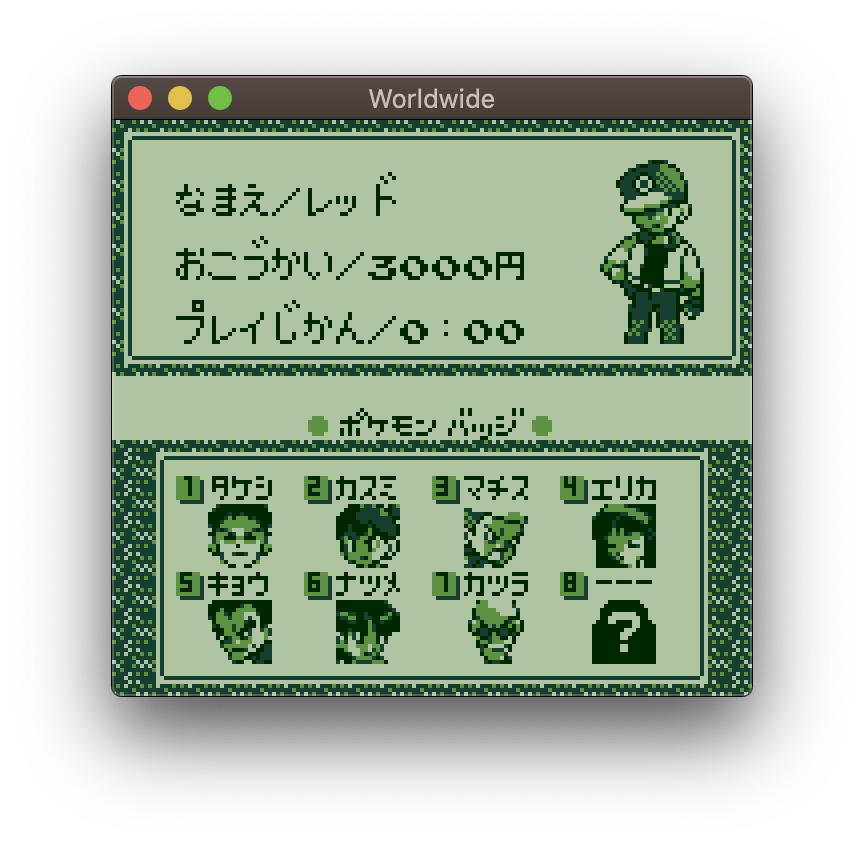 Worldwide
なまえ/レッド
おこづかい/3000円
プレイじかん/0:00
●ポケモン バッジ●
1タケシ 2カスミ 3マチス 4エリカ
5キョウ 6ナツメ 7カツラ 8ーーー
?